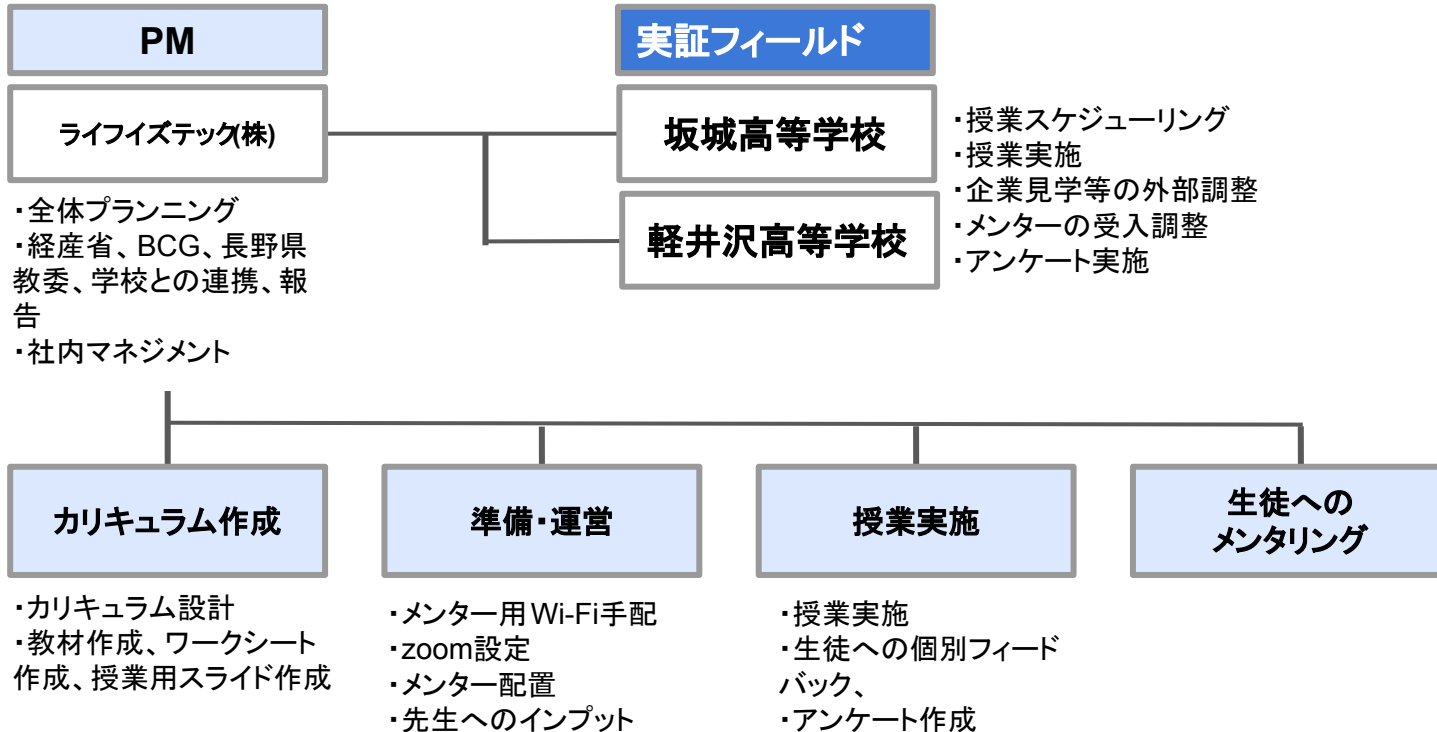 PM
ライフイズテック(株)
・全体プランニング
・経産省、BCG、長野県
教委、学校との連携、報
告
・社内マネジメント
実証フィールド
坂城高等学校
軽井沢高等学校
・授業スケジューリング
・授業実施
・企業見学等の外部調整
・メンターの受入調整
・アンケート実施
カリキュラム作成
・カリキュラム設計
・教材作成、ワークシート
作成、授業用スライド作成
準備・運営
・メンター用Wi-Fi手配
・zoom設定
・メンター配置
・先生へのインプット
授業実施
・授業実施
・生徒への個別フィード
バック、
・アンケート作成
生徒への
メンタリング